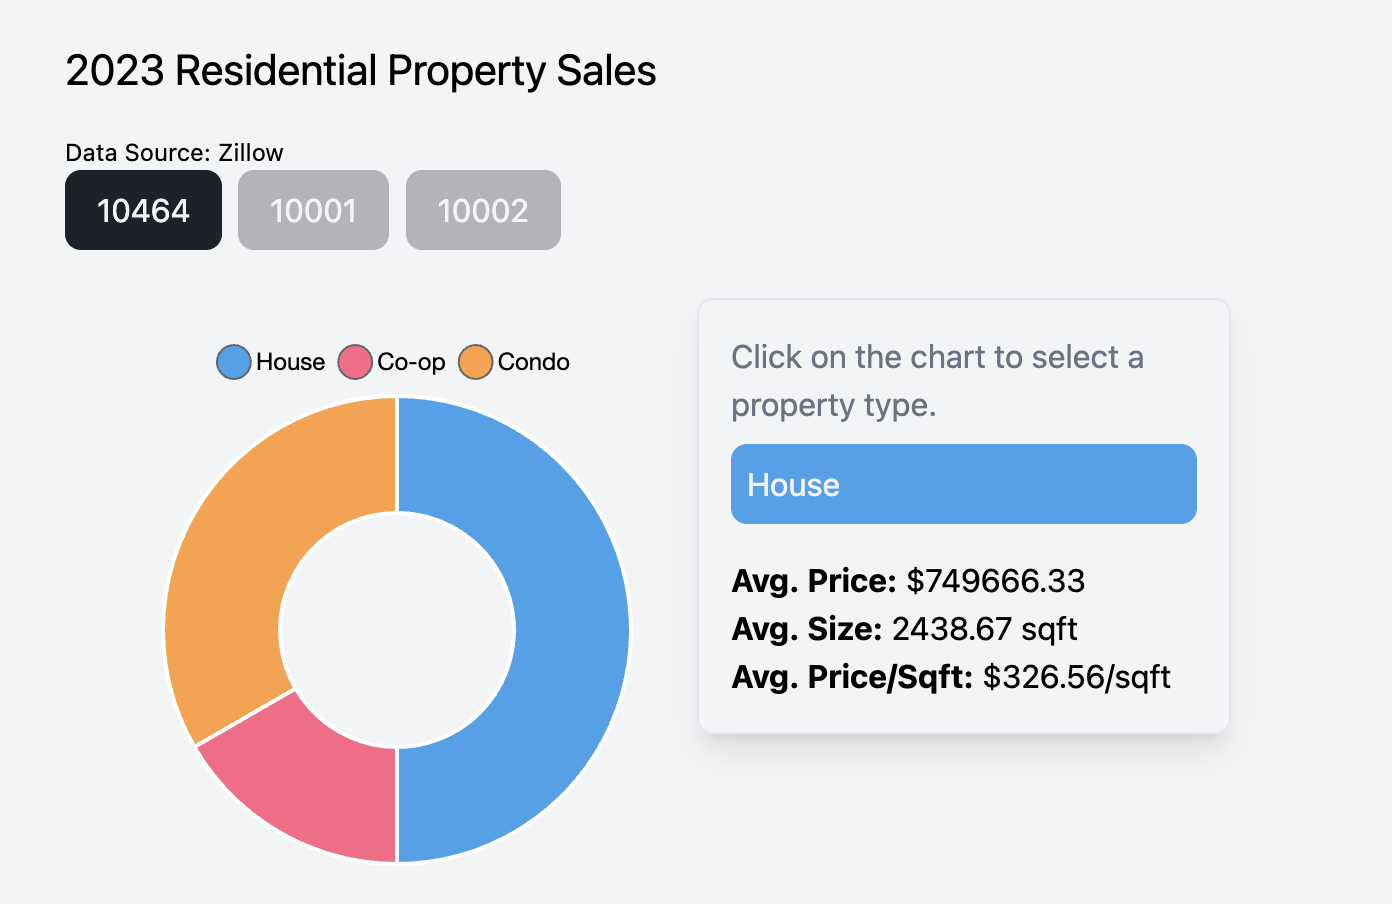 2023 Residential Property Sales
Data Source: Zillow
10464 10001 10002
House Co-op Condo
Click on the chart to select a
property type.
House
Avg. Price: $749666.33
Avg. Size: 2438.67 sqft
Avg. Price/Sqft: $326.56/sqft